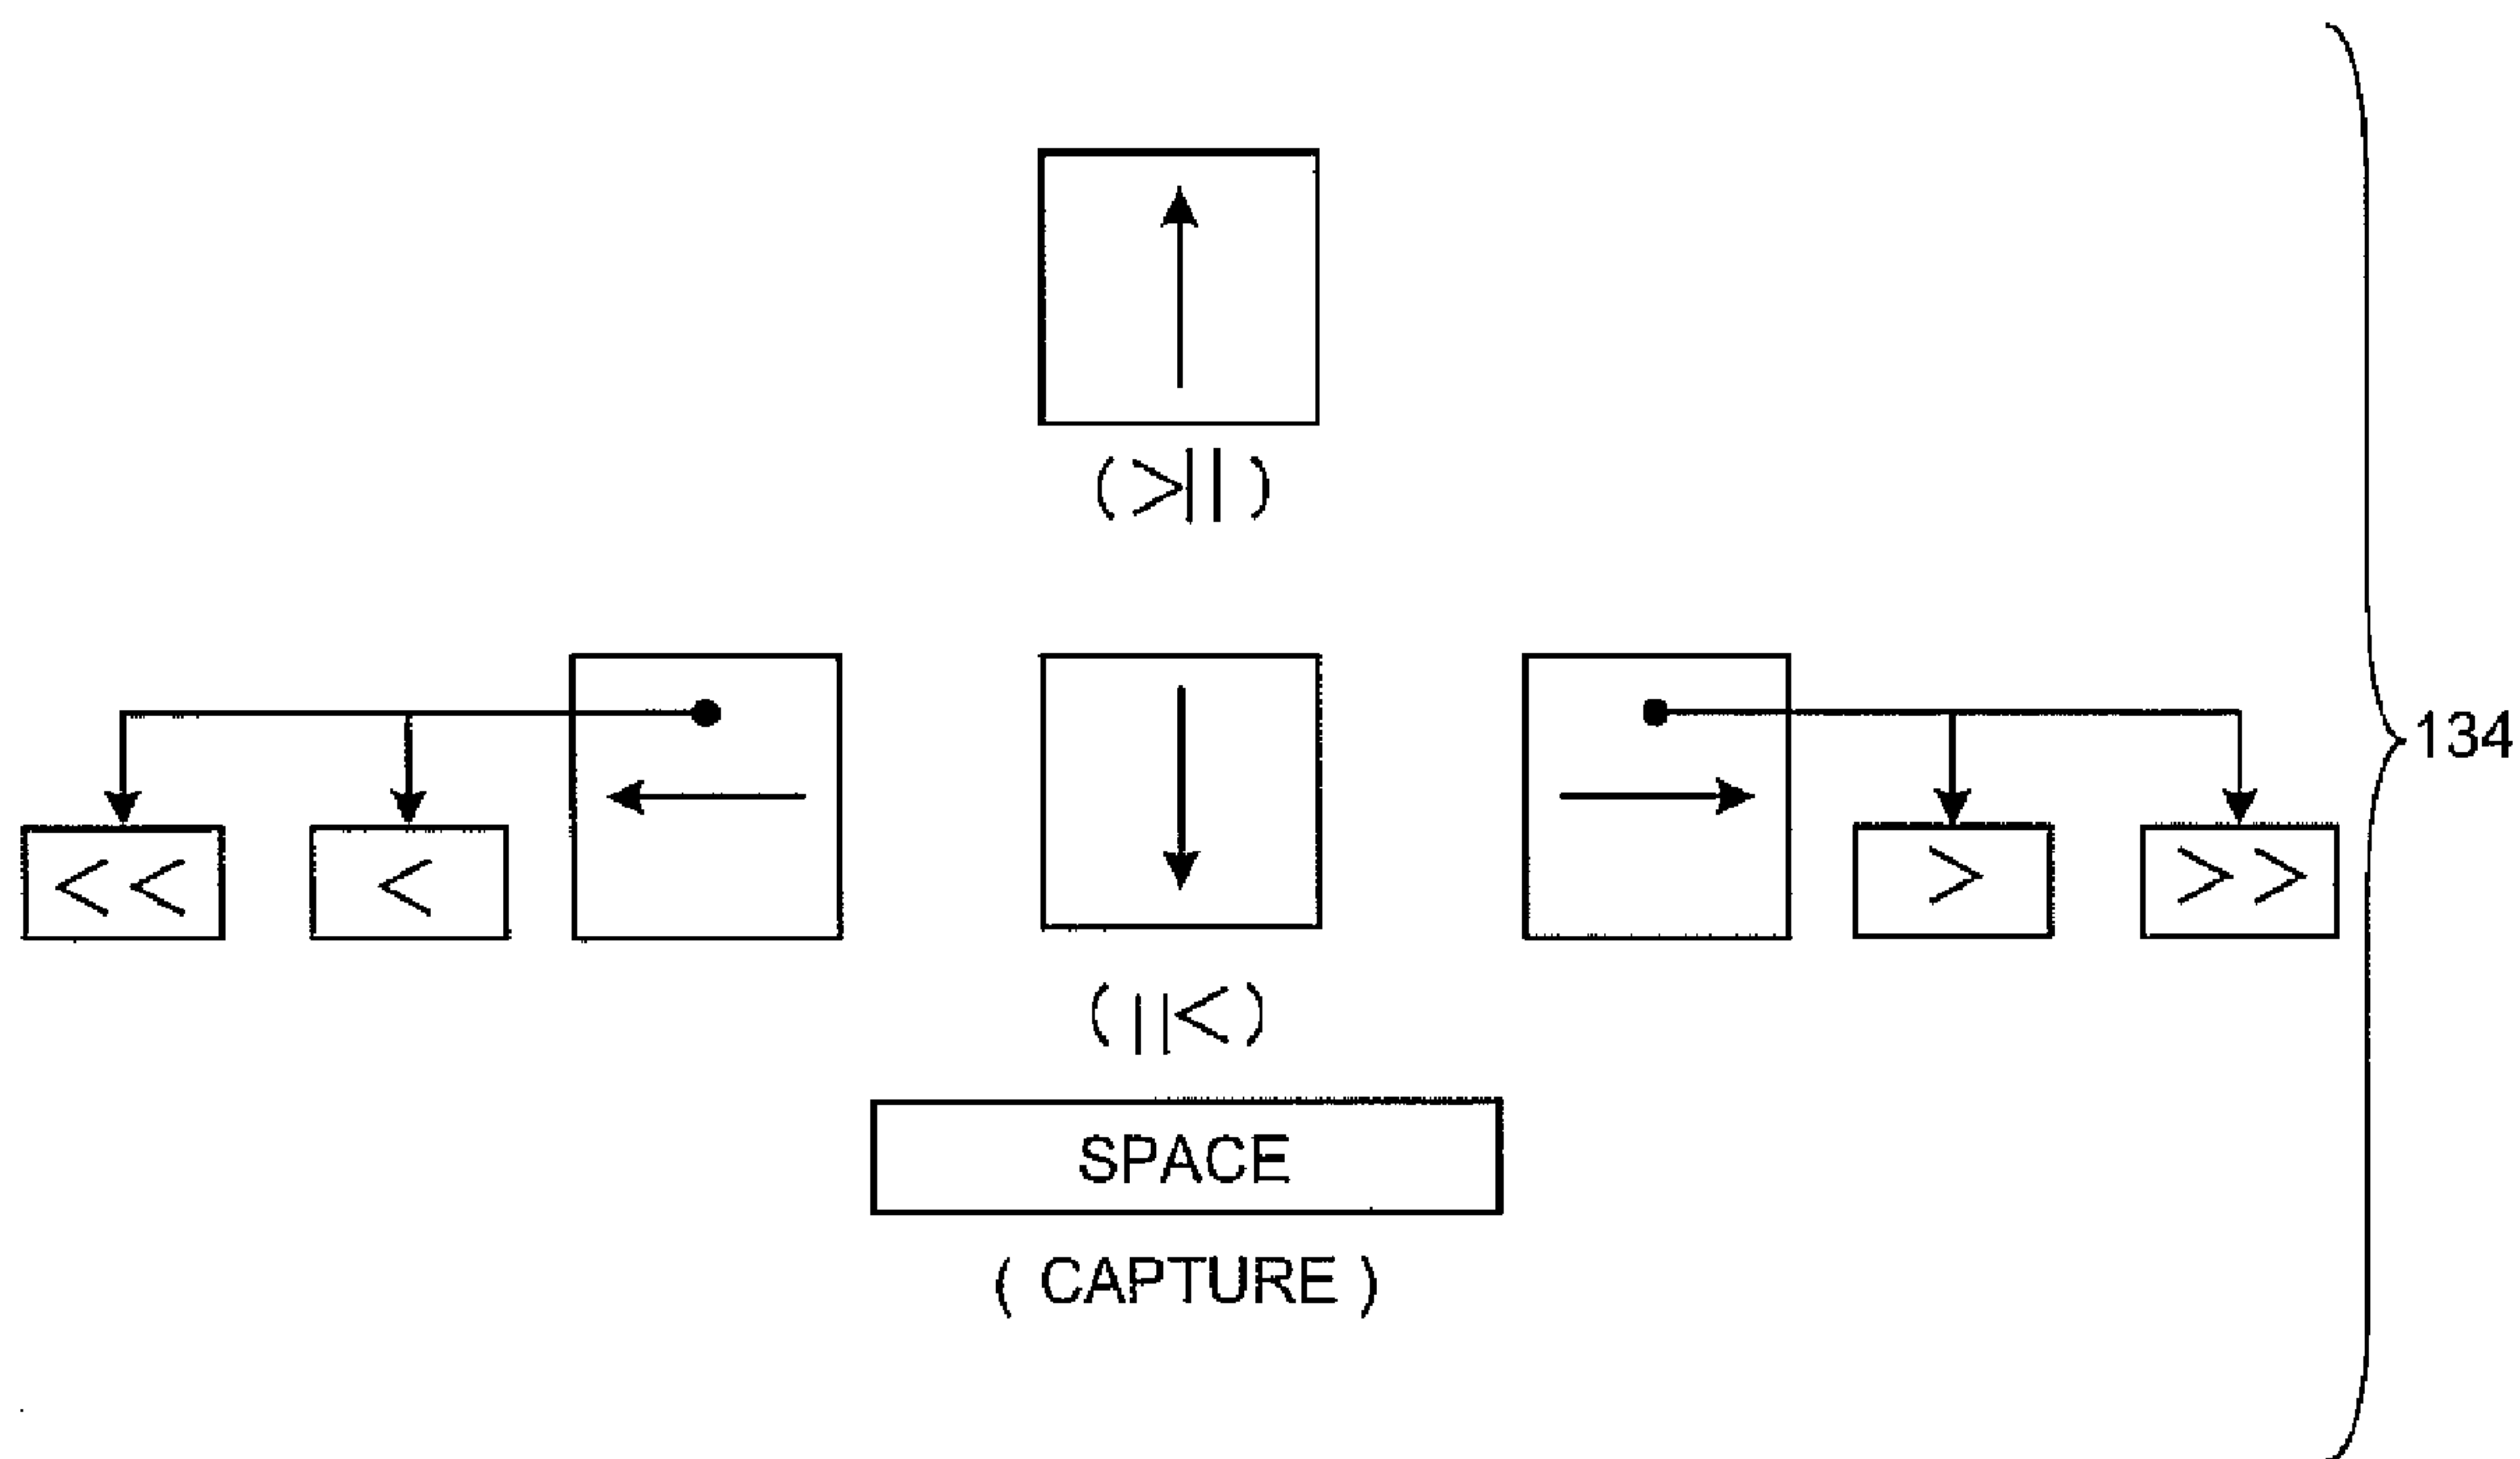 ( >|| )
134
<< < > >>
( ||< )
SPACE
( CAPTURE )